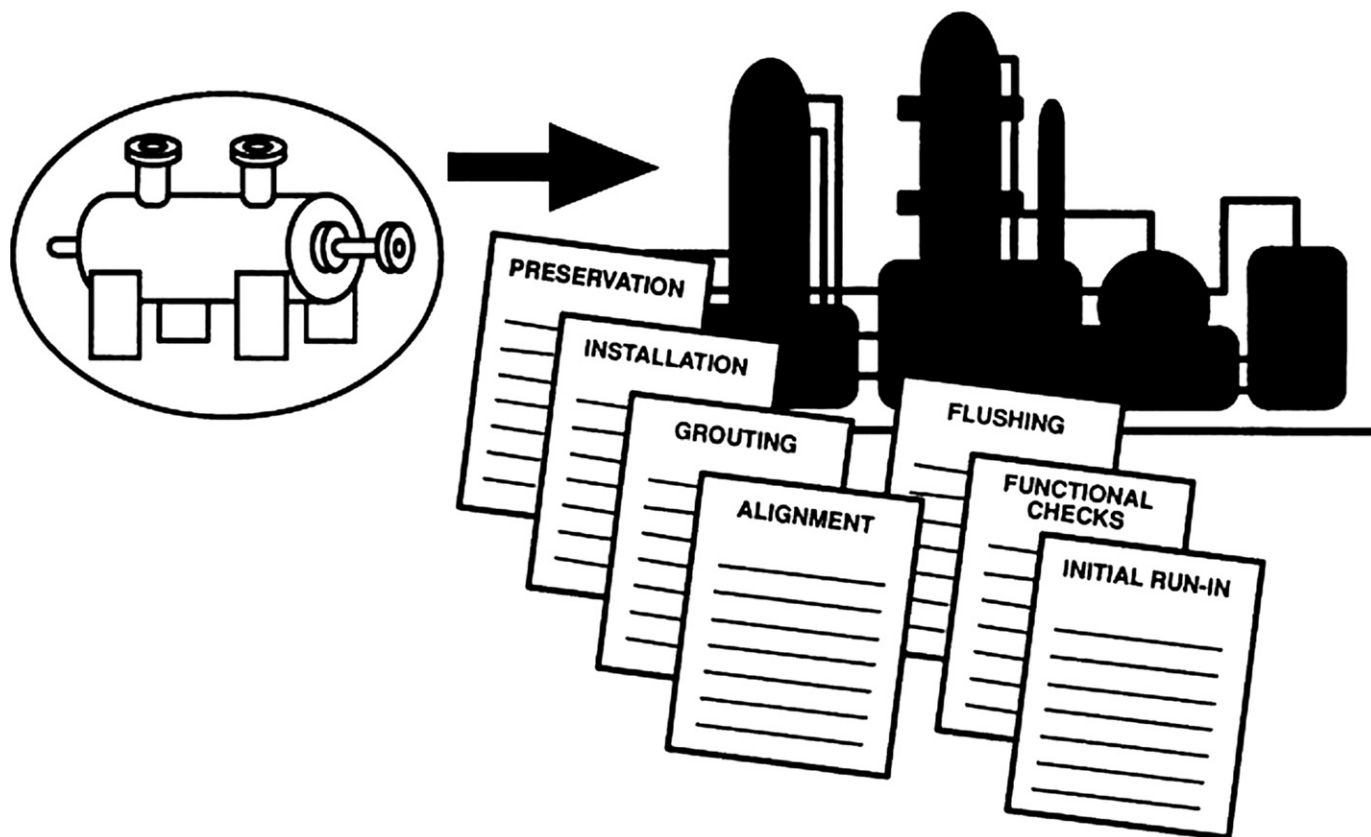 PRESERVATION
INSTALLATION
GROUTING
ALIGNMENT
FLUSHING
FUNCTIONAL
CHECKS
INITIAL RUN-IN